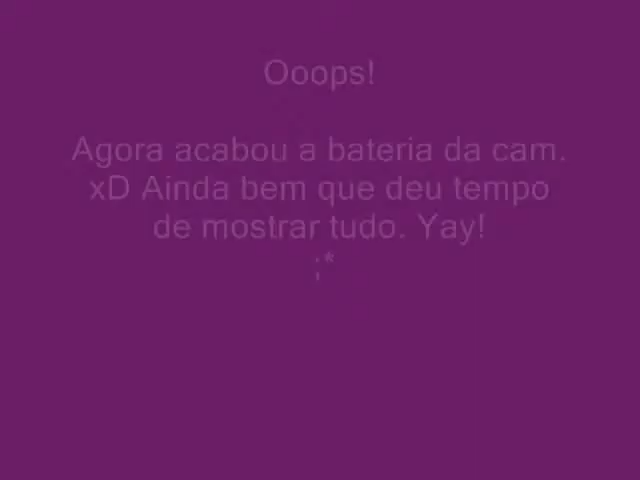 Ooops!
Agora acabou a bateria da cam.
xD Ainda bem que deu tempo
de mostrar tudo. Yay!
;*